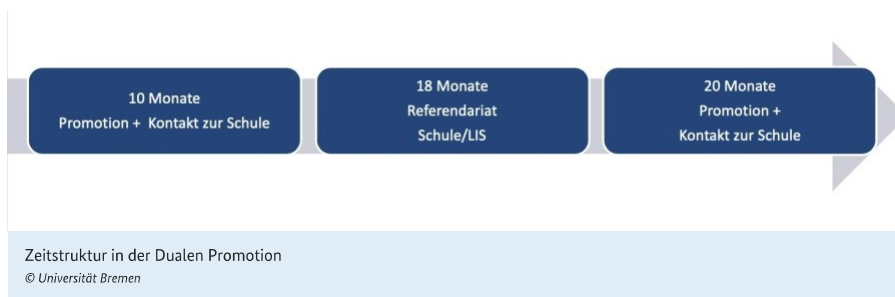 10 Monate
Promotion + Kontakt zur Schule
18 Monate
Referendariat
Schule/LIS
20 Monate
Promotion +
Kontakt zur Schule
Zeitstruktur in der Dualen Promotion
© Universität Bremen